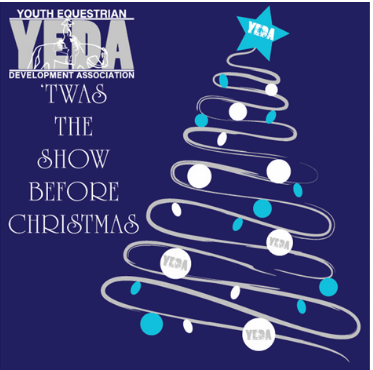 YOUTH EQUESTRIAN
YEDA
DEVELOPMENT ASSOCIATION
'TWAS
THE
SHOW
BEFORE
CHRISTMAS
YEDA
YEDA
YEDA
YEDA